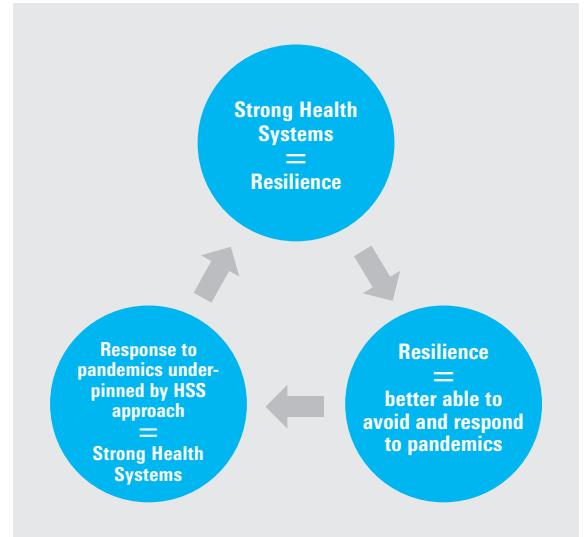 Strong Health
Systems
=
Resilience
Resilience
=
better able to
avoid and respond
to pandemics
Response to
pandemics under-
pinned by HSS
approach
=
Strong Health
Systems